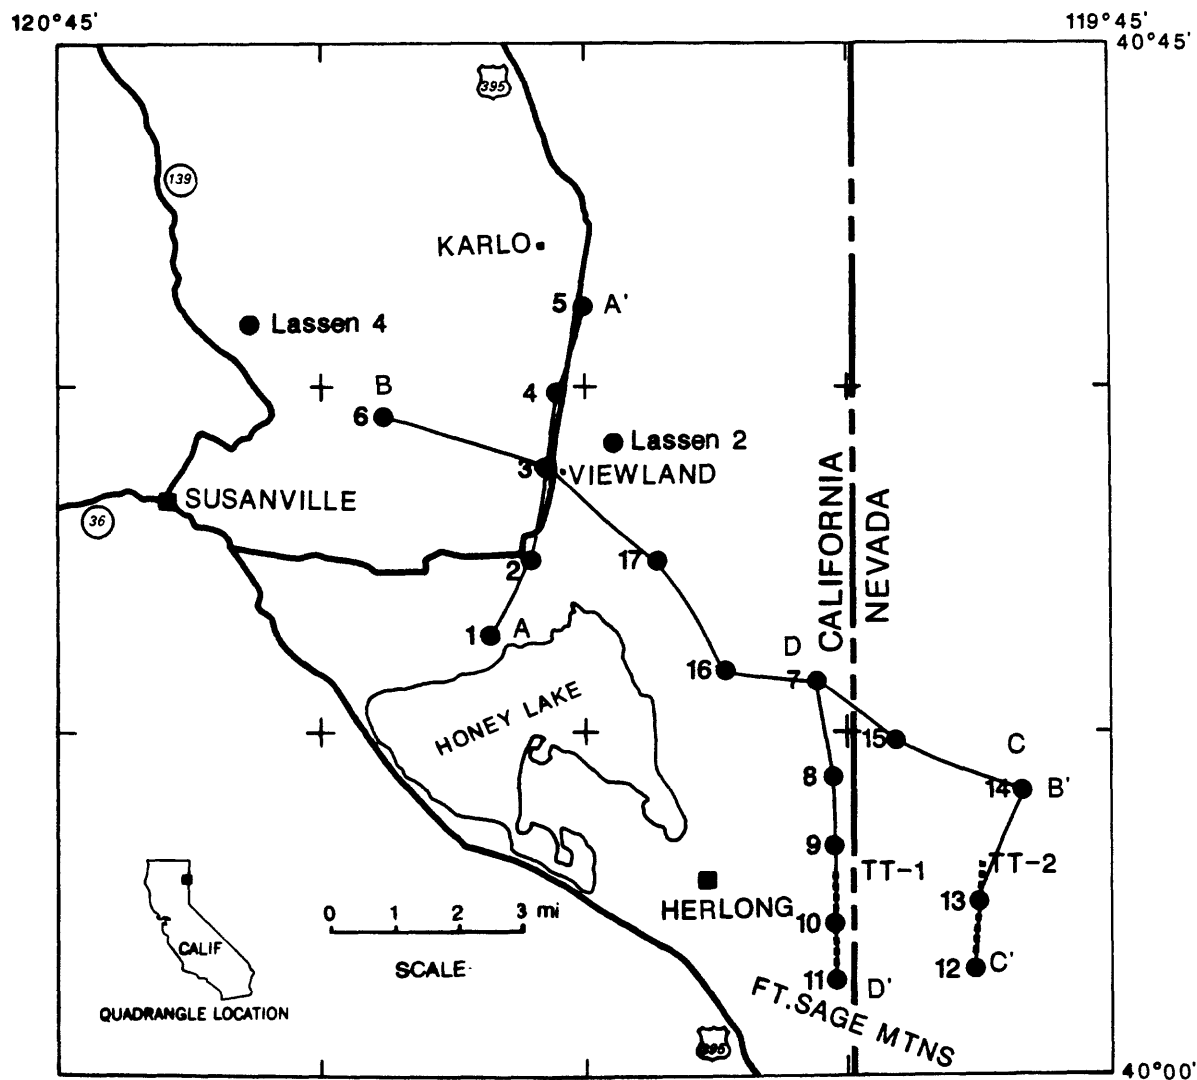 120°45'
119°45'
40°45'
395
139
KARLO
5 A'
Lassen 4
B
4
6
Lassen 2
3 VIEWLAND
SUSANVILLE
36
CALIFORNIA
NEVADA
2
17
1 A
D
16
7
HONEY LAKE
15
C
8
14 B'
9
TT-1
TT-2
13
HERLONG
10
0 1 2 3 mi
SCALE
CALIF
12 C'
11 D'
FT. SAGE MTNS
QUADRANGLE LOCATION
395
40°00'